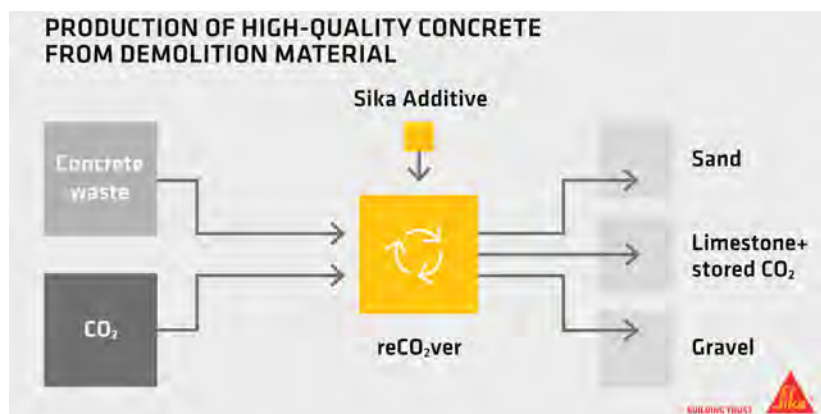 PRODUCTION OF HIGH-QUALITY CONCRETE
FROM DEMOLITION MATERIAL
Sika Additive
Concrete
waste
CO₂
reCO₂ver
Sand
Limestone+
stored CO₂
Gravel
BUILDING TRUST
Sika